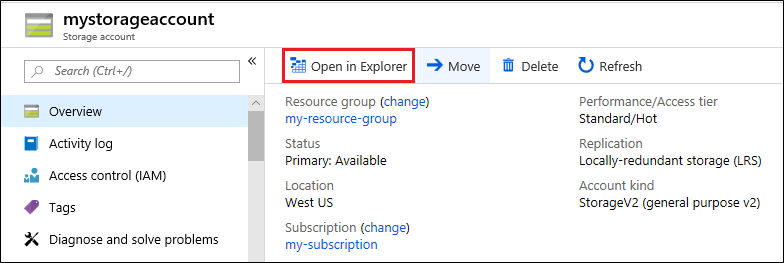 mystorageaccount
Storage account
Search (Ctrl+/)
«
Overview
Activity log
Access control (IAM)
Tags
Diagnose and solve problems
Open in Explorer Move Delete Refresh
Resource group (change)
my-resource-group
Status
Primary: Available
Location
West US
Subscription (change)
my-subscription
Performance/Access tier
Standard/Hot
Replication
Locally-redundant storage (LRS)
Account kind
StorageV2 (general purpose v2)